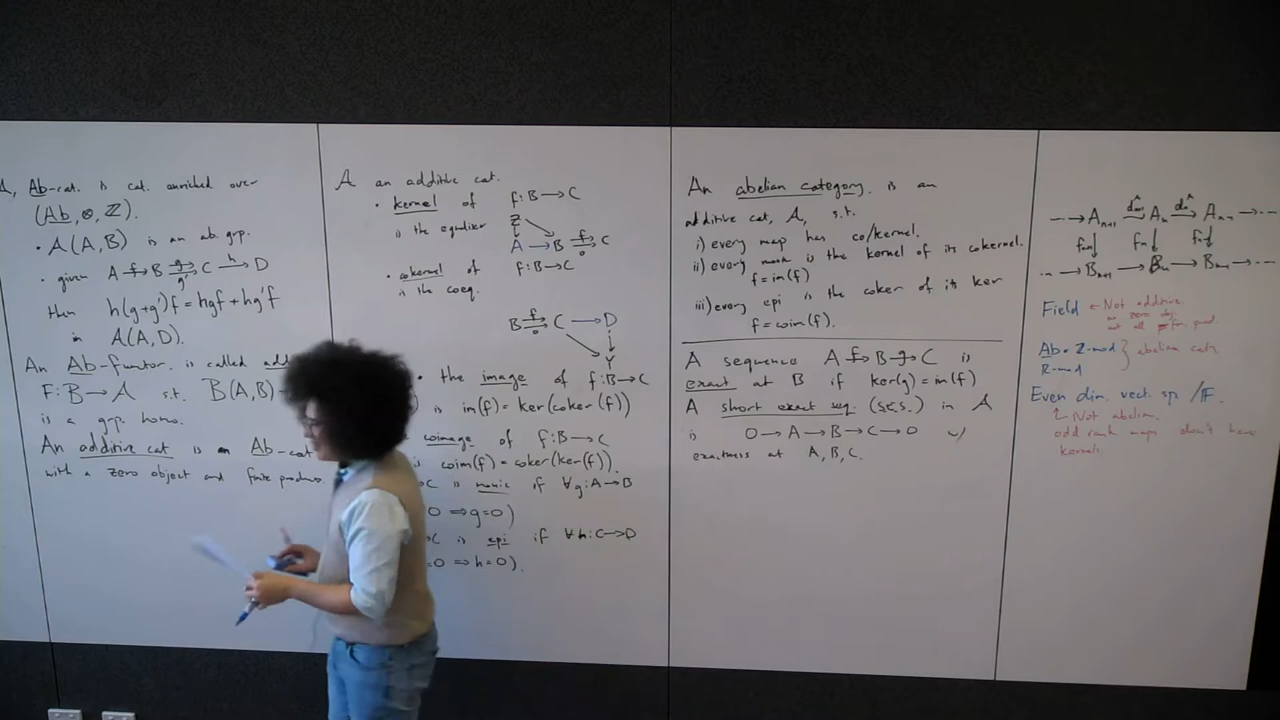 A, Ab-cat. is cat. enriched over
(Ab, ⊗, ℤ).
• A(A,B) is an ab. grp.
• given A f→ B g→ g' C h→ D
then h(g+g')f = hgf + hg'f
in A(A,D).
An Ab-functor is called
F: B → A s.t. B(A,B)
is a grp. homo.
An additive cat is an Ab-cat
with a zero object and finite products.
A an additive cat.
• kernel of f: B → C
is the equalizer
Z
A → B f⇉0 C
• cokernel of f: B → C
is the coeq.
B f⇉0 C → D
Y
• the image of f: B → C
is im(f) = ker(coker(f))
coimage of f: B → C
is coim(f) = coker(ker(f)).
C is monic if ∀g: A → B
0 ⇒ g=0)
C is epi if ∀h: C → D
=0 ⇒ h=0).
An abelian category is an
additive cat, A, s.t.
i) every map has co/kernel.
ii) every monic is the kernel of its cokernel.
f = im(f)
iii) every epi is the coker of its ker
f = coim(f).
A sequence A f→ B g→ C is
exact at B if ker(g) = im(f)
A short exact seq. (s.e.s.) in A
is 0 → A → B → C → 0 w/
exactness at A, B, C.
⋯ → Aₙ₊₁ → Aₙ → Aₙ₋₁ → ⋯
fₙ₊₁ ↓ fₙ ↓ fₙ₋₁ ↓
⋯ → Bₙ₊₁ → Bₙ → Bₙ₋₁ → ⋯
Field ← Not additive.
no zero obj.
not all fin. prod.
Ab = ℤ-mod } abelian cats
R-mod
Even dim. vect. sp / F.
↑ Not abelian.
odd rank maps don't have
kernels